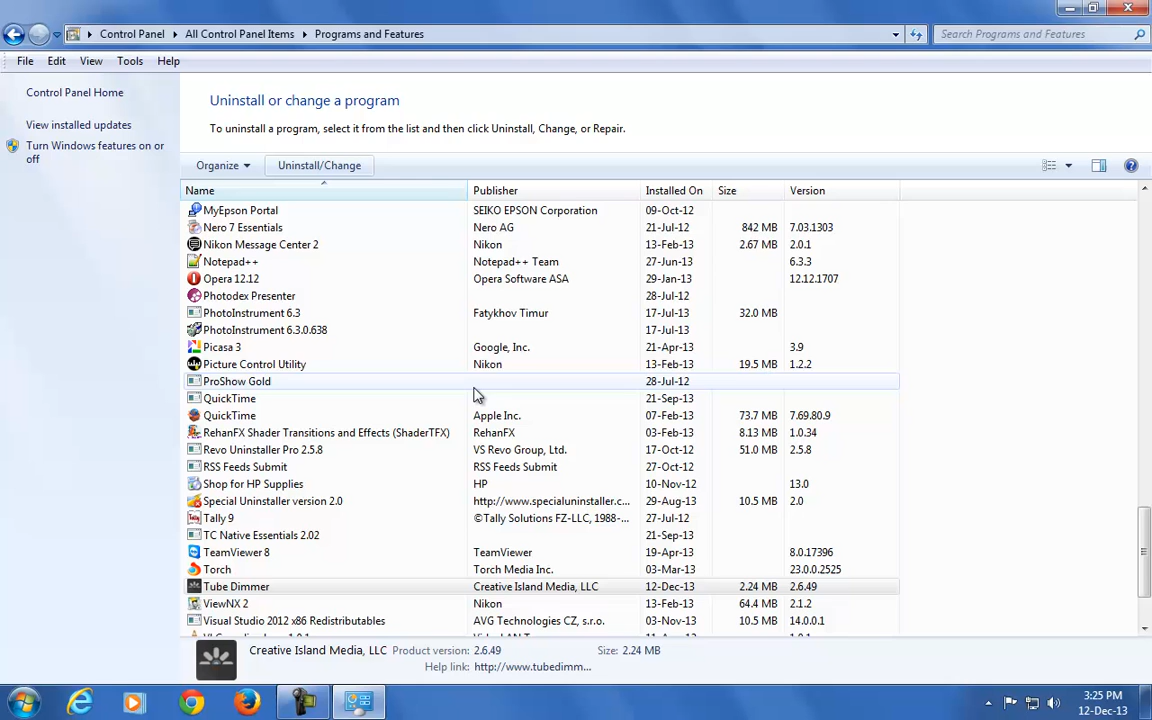 Control Panel All Control Panel Items Programs and Features Search Programs and Features
File Edit View Tools Help
Control Panel Home
View installed updates
Turn Windows features on or
off
Uninstall or change a program
To uninstall a program, select it from the list and then click Uninstall, Change, or Repair.
Organize Uninstall/Change
Name Publisher Installed On Size Version
MyEpson Portal SEIKO EPSON Corporation 09-Oct-12
Nero 7 Essentials Nero AG 21-Jul-12 842 MB 7.03.1303
Nikon Message Center 2 Nikon 13-Feb-13 2.67 MB 2.0.1
Notepad++ Notepad++ Team 27-Jun-13 6.3.3
Opera 12.12 Opera Software ASA 29-Jan-13 12.12.1707
Photodex Presenter 28-Jul-12
PhotoInstrument 6.3 Fatykhov Timur 17-Jul-13 32.0 MB
PhotoInstrument 6.3.0.638 17-Jul-13
Picasa 3 Google, Inc. 21-Apr-13 3.9
Picture Control Utility Nikon 13-Feb-13 19.5 MB 1.2.2
ProShow Gold 28-Jul-12
QuickTime 21-Sep-13
QuickTime Apple Inc. 07-Feb-13 73.7 MB 7.69.80.9
RehanFX Shader Transitions and Effects (ShaderTFX) RehanFX 03-Feb-13 8.13 MB 1.0.34
Revo Uninstaller Pro 2.5.8 VS Revo Group, Ltd. 17-Oct-12 51.0 MB 2.5.8
RSS Feeds Submit RSS Feeds Submit 27-Oct-12
Shop for HP Supplies HP 10-Nov-12 13.0
Special Uninstaller version 2.0 http://www.specialuninstaller.c... 29-Aug-13 10.5 MB 2.0
Tally 9 ©Tally Solutions FZ-LLC, 1988-... 27-Jul-12
TC Native Essentials 2.02 21-Sep-13
TeamViewer 8 TeamViewer 19-Apr-13 8.0.17396
Torch Torch Media Inc. 03-Mar-13 23.0.0.2525
Tube Dimmer Creative Island Media, LLC 12-Dec-13 2.24 MB 2.6.49
ViewNX 2 Nikon 13-Feb-13 64.4 MB 2.1.2
Visual Studio 2012 x86 Redistributables AVG Technologies CZ, s.r.o. 03-Nov-13 10.5 MB 14.0.0.1
Creative Island Media, LLC Product version: 2.6.49 Size: 2.24 MB
Help link: http://www.tubedimm...
3:25 PM
12-Dec-13